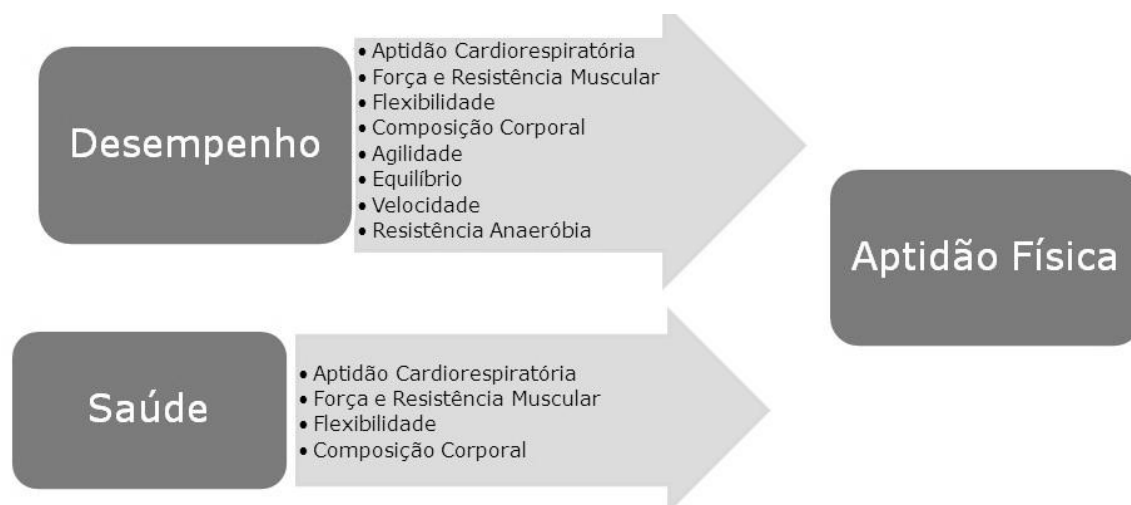 Desempenho
• Aptidão Cardiorespiratória
• Força e Resistência Muscular
• Flexibilidade
• Composição Corporal
• Agilidade
• Equilíbrio
• Velocidade
• Resistência Anaeróbia
Aptidão Física
Saúde
• Aptidão Cardiorespiratória
• Força e Resistência Muscular
• Flexibilidade
• Composição Corporal